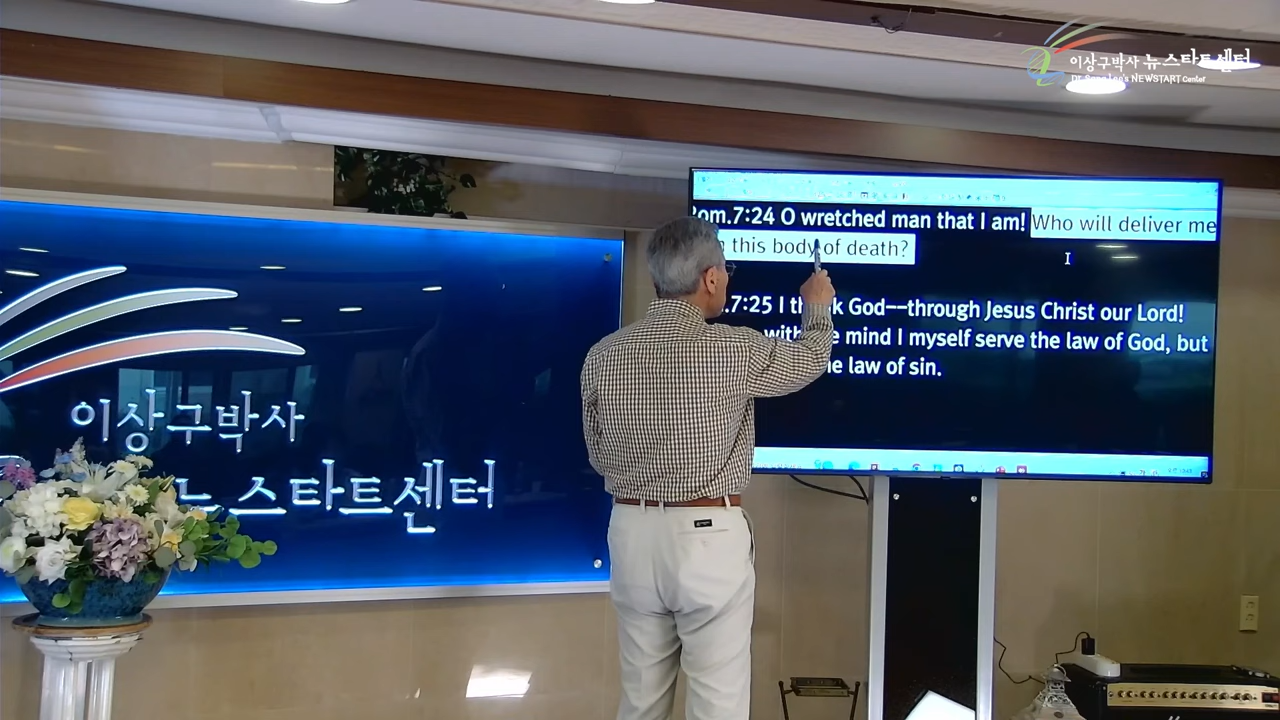 이상구박사 뉴스타트센터
Dr. Sang Lee's NEWSTART Center
om.7:24 O wretched man that I am! Who will deliver me
this body of death?
.7:25 I thank God--through Jesus Christ our Lord!
with mind I myself serve the law of God, but
law of sin.
이상구박사
뉴스타트센터